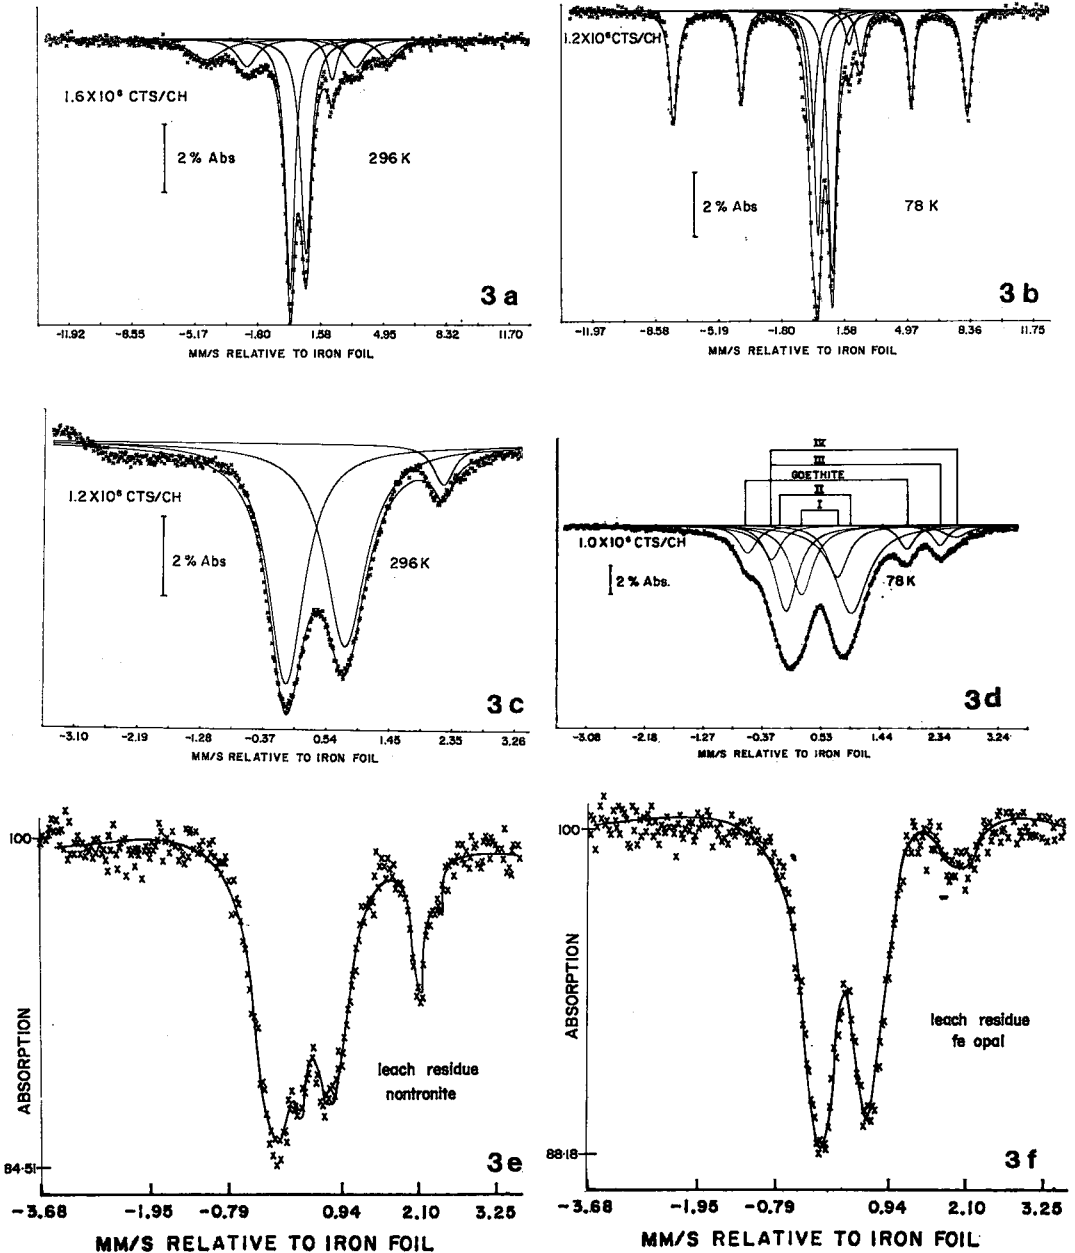 1.6X10⁶ CTS/CH
2% Abs
296K
3a
-11.92 -8.55 -5.17 -1.80 1.58 4.95 8.32 11.70
MM/S RELATIVE TO IRON FOIL
1.2X10⁶CTS/CH
2% Abs
78 K
3b
-11.97 -8.58 -5.19 -1.80 1.58 4.97 8.36 11.75
MM/S RELATIVE TO IRON FOIL
1.2X10⁶ CTS/CH
2% Abs
296K
3c
-3.10 -2.19 -1.28 -0.37 0.54 1.45 2.35 3.26
MM/S RELATIVE TO IRON FOIL
IV
III
GOETHITE
II
I
1.0X10⁶ CTS/CH
2% Abs.
78K
3d
-3.08 -2.18 -1.27 -0.37 0.53 1.44 2.34 3.24
MM/S RELATIVE TO IRON FOIL
100
ABSORPTION
leach residue
nontronite
84·51
3e
-3.68 -1.95 -0.79 0.94 2.10 3.25
MM/S RELATIVE TO IRON FOIL
100
ABSORPTION
leach residue
fe opal
88·18
3f
-3.68 -1.95 -0.79 0.94 2.10 3.25
MM/S RELATIVE TO IRON FOIL